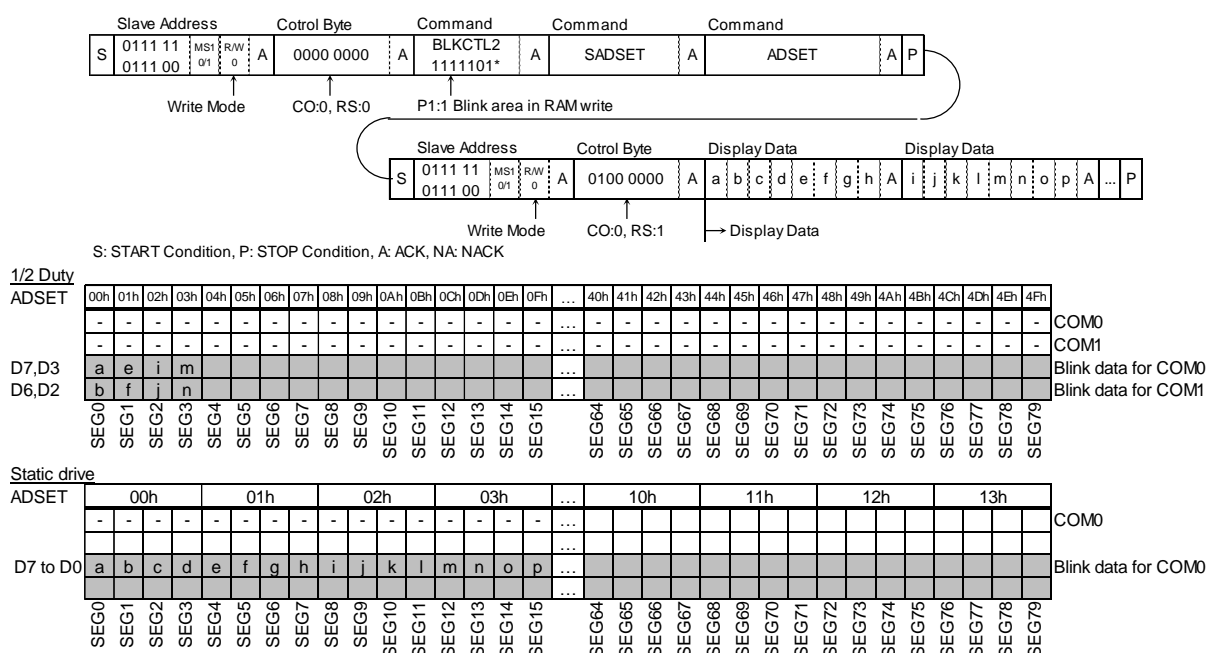 Slave Address Cotrol Byte Command Command Command
S 0111 11 0111 00 MS1 0/1 R/W 0 A 0000 0000 A BLKCTL2 1111101* A SADSET A ADSET A P
Write Mode CO:0, RS:0 P1:1 Blink area in RAM write
Slave Address Cotrol Byte Display Data Display Data
S 0111 11 0111 00 MS1 0/1 R/W 0 A 0100 0000 A a b c d e f g h A i j k l m n o p A ... P
Write Mode CO:0, RS:1 → Display Data
S: START Condition, P: STOP Condition, A: ACK, NA: NACK
1/2 Duty
ADSET 00h 01h 02h 03h 04h 05h 06h 07h 08h 09h 0Ah 0Bh 0Ch 0Dh 0Eh 0Fh ... 40h 41h 42h 43h 44h 45h 46h 47h 48h 49h 4Ah 4Bh 4Ch 4Dh 4Eh 4Fh
- - - - - - - - - - - - - - - - ... - - - - - - - - - - - - - - - - COM0
- - - - - - - - - - - - - - - - ... - - - - - - - - - - - - - - - - COM1
D7,D3 a e i m ... Blink data for COM0
D6,D2 b f j n ... Blink data for COM1
SEG0 SEG1 SEG2 SEG3 SEG4 SEG5 SEG6 SEG7 SEG8 SEG9 SEG10 SEG11 SEG12 SEG13 SEG14 SEG15 SEG64 SEG65 SEG66 SEG67 SEG68 SEG69 SEG70 SEG71 SEG72 SEG73 SEG74 SEG75 SEG76 SEG77 SEG78 SEG79
Static drive
ADSET 00h 01h 02h 03h ... 10h 11h 12h 13h
- - - - - - - - - - - - - - - - ... COM0
...
D7 to D0 a b c d e f g h i j k l m n o p ... Blink data for COM0
...
SEG0 SEG1 SEG2 SEG3 SEG4 SEG5 SEG6 SEG7 SEG8 SEG9 SEG10 SEG11 SEG12 SEG13 SEG14 SEG15 SEG64 SEG65 SEG66 SEG67 SEG68 SEG69 SEG70 SEG71 SEG72 SEG73 SEG74 SEG75 SEG76 SEG77 SEG78 SEG79